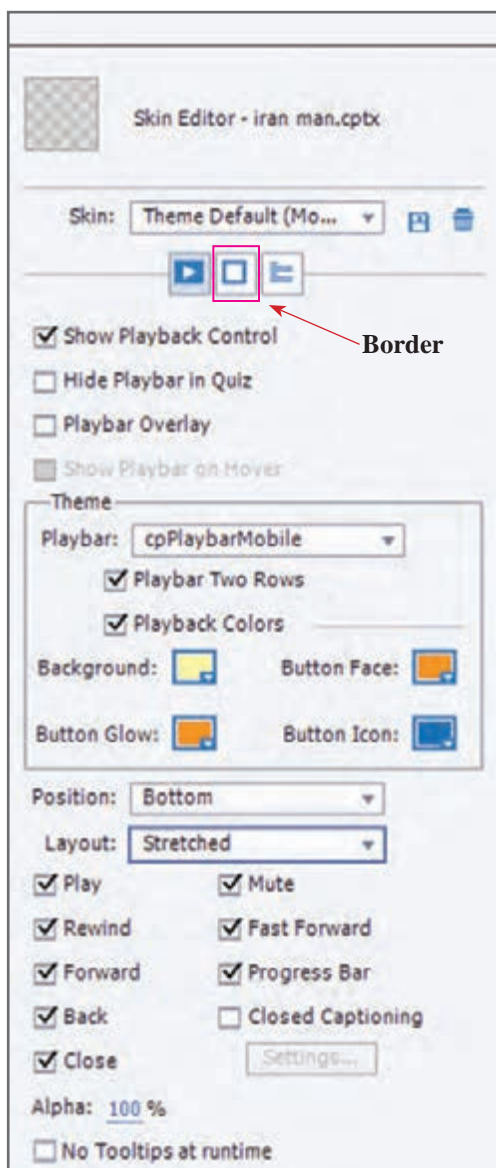 Skin Editor - iran man.cptx
Skin: Theme Default (Mo...
Border
Show Playback Control
Hide Playbar in Quiz
Playbar Overlay
Show Playbar on Hover
Theme
Playbar: cpPlaybarMobile
Playbar Two Rows
Playback Colors
Background: Button Face:
Button Glow: Button Icon:
Position: Bottom
Layout: Stretched
Play Mute
Rewind Fast Forward
Forward Progress Bar
Back Closed Captioning
Close Settings...
Alpha: 100 %
No Tooltips at runtime